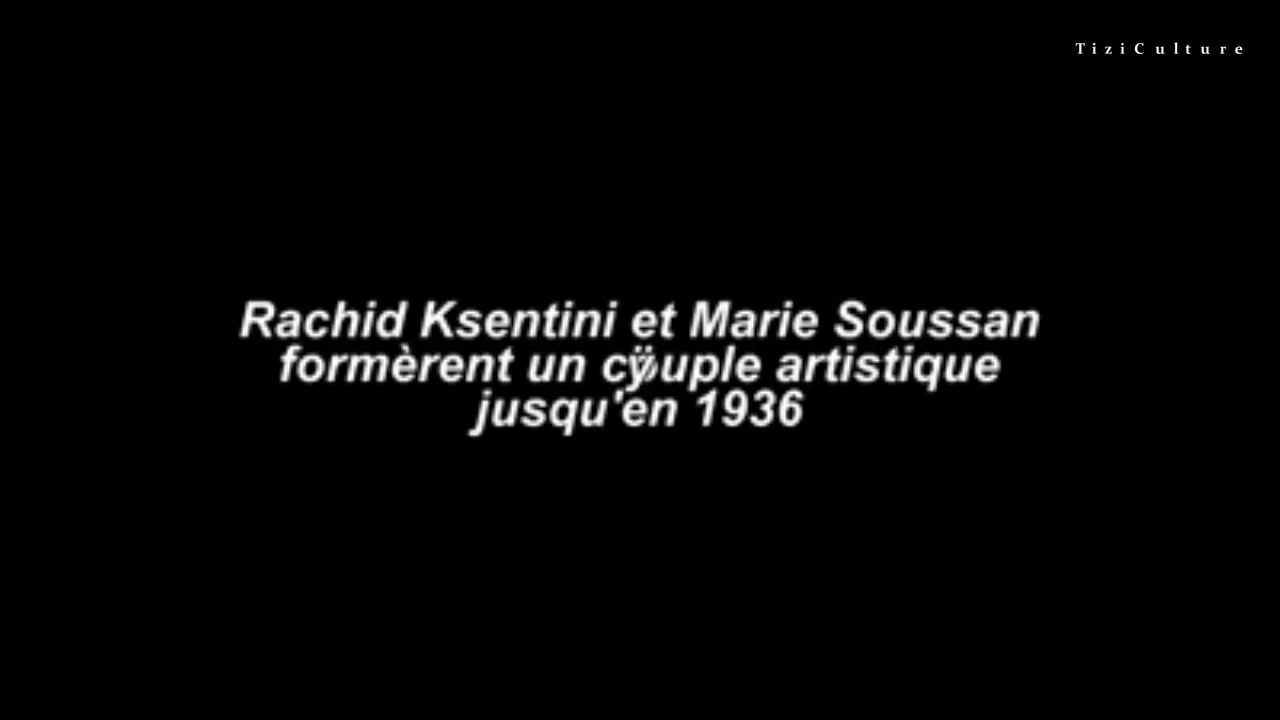 TiziCulture
Rachid Ksentini et Marie Soussan
formèrent un couple artistique
jusqu'en 1936